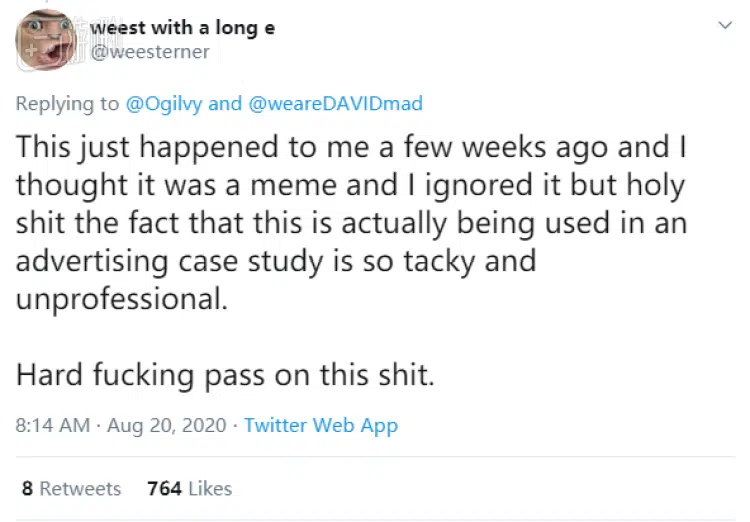 weest with a long e
@weesterner
Replying to @Ogilvy and @weareDAVIDmad
This just happened to me a few weeks ago and I
thought it was a meme and I ignored it but holy
shit the fact that this is actually being used in an
advertising case study is so tacky and
unprofessional.
Hard fucking pass on this shit.
8:14 AM · Aug 20, 2020 · Twitter Web App
8 Retweets 764 Likes